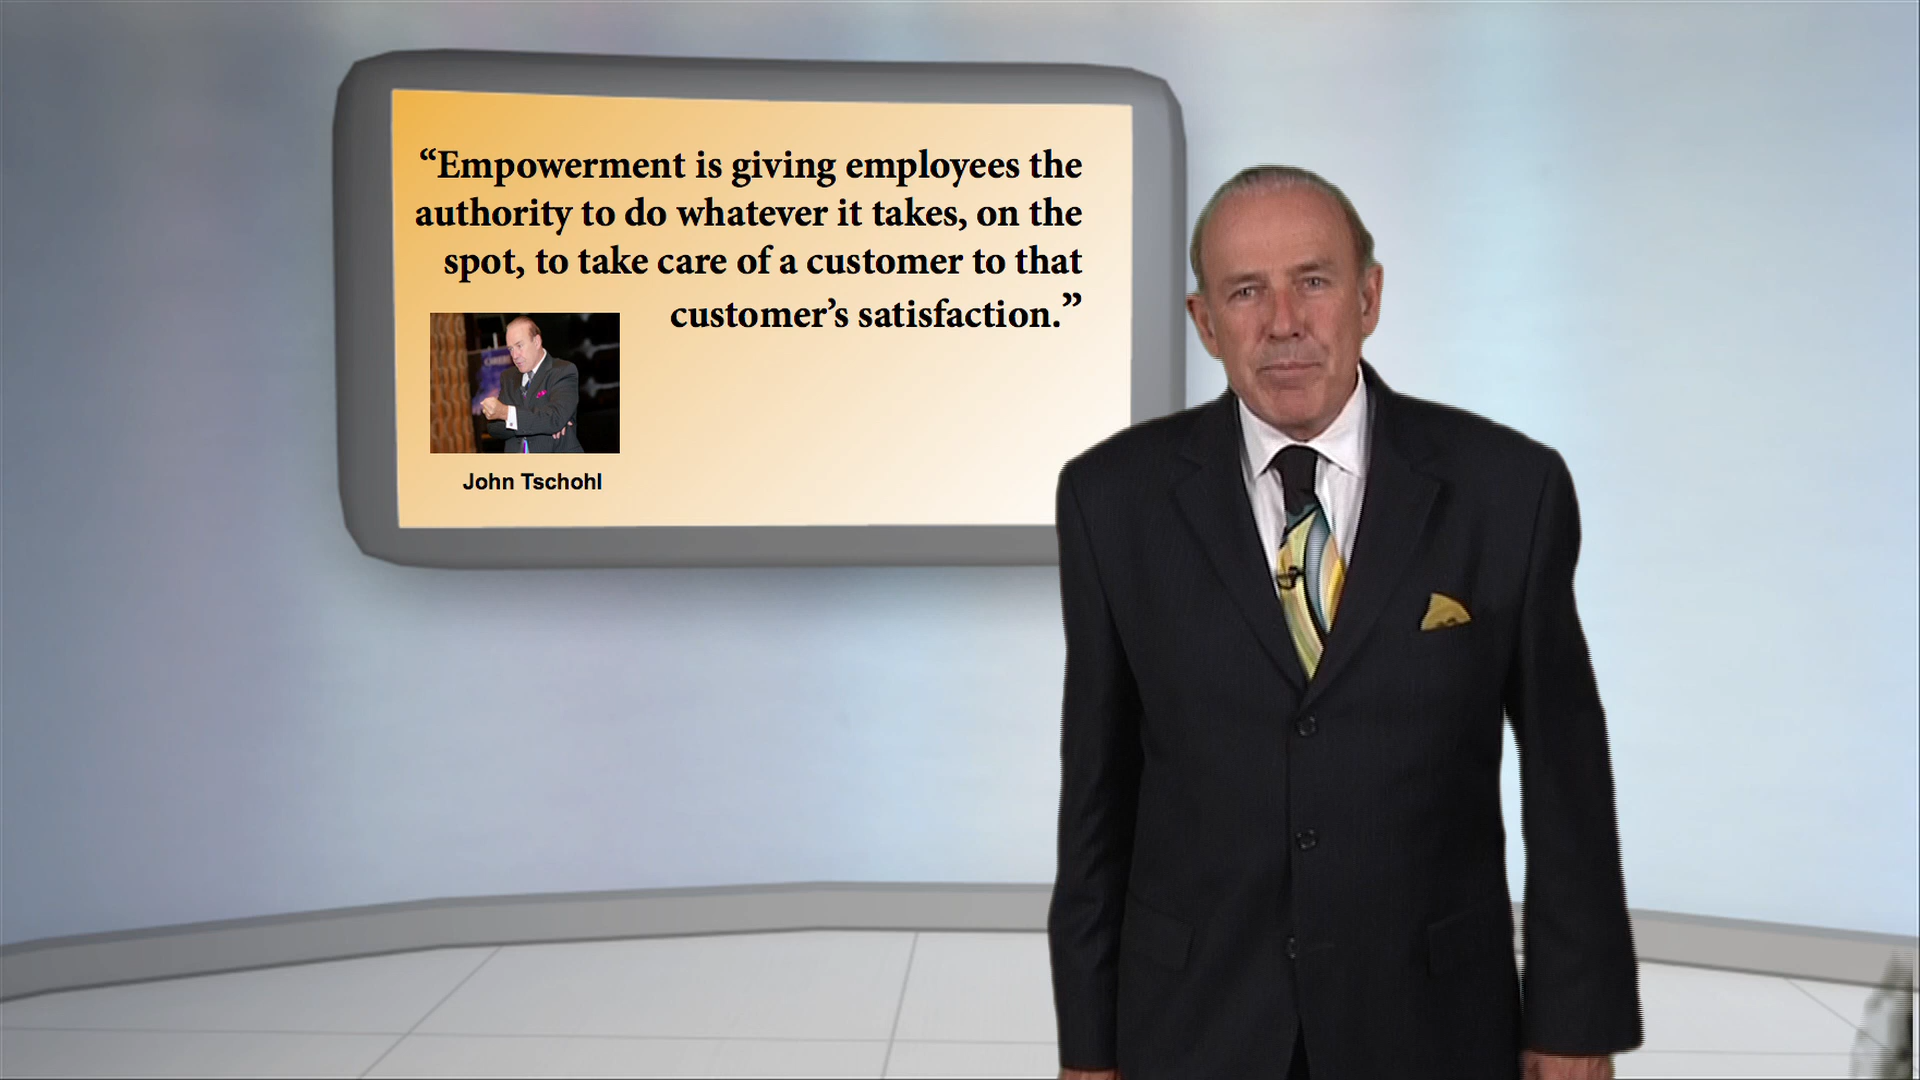 “Empowerment is giving employees the
authority to do whatever it takes, on the
spot, to take care of a customer to that
customer’s satisfaction.”
John Tschohl